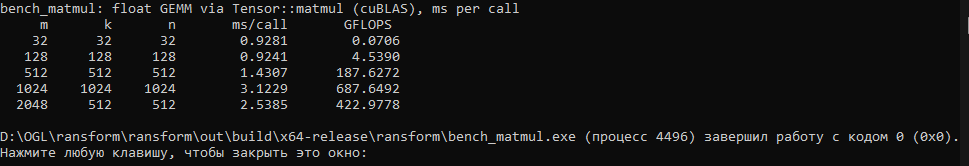 bench_matmul: float GEMM via Tensor::matmul (cuBLAS), ms per call
m k n ms/call GFLOPS
32 32 32 0.9281 0.0706
128 128 128 0.9241 4.5390
512 512 512 1.4307 187.6272
1024 1024 1024 3.1229 687.6492
2048 512 512 2.5385 422.9778
D:\OGL\ransform\ransform\out\build\x64-release\ransform\bench_matmul.exe (процесс 4496) завершил работу с кодом 0 (0x0).
Нажмите любую клавишу, чтобы закрыть это окно: